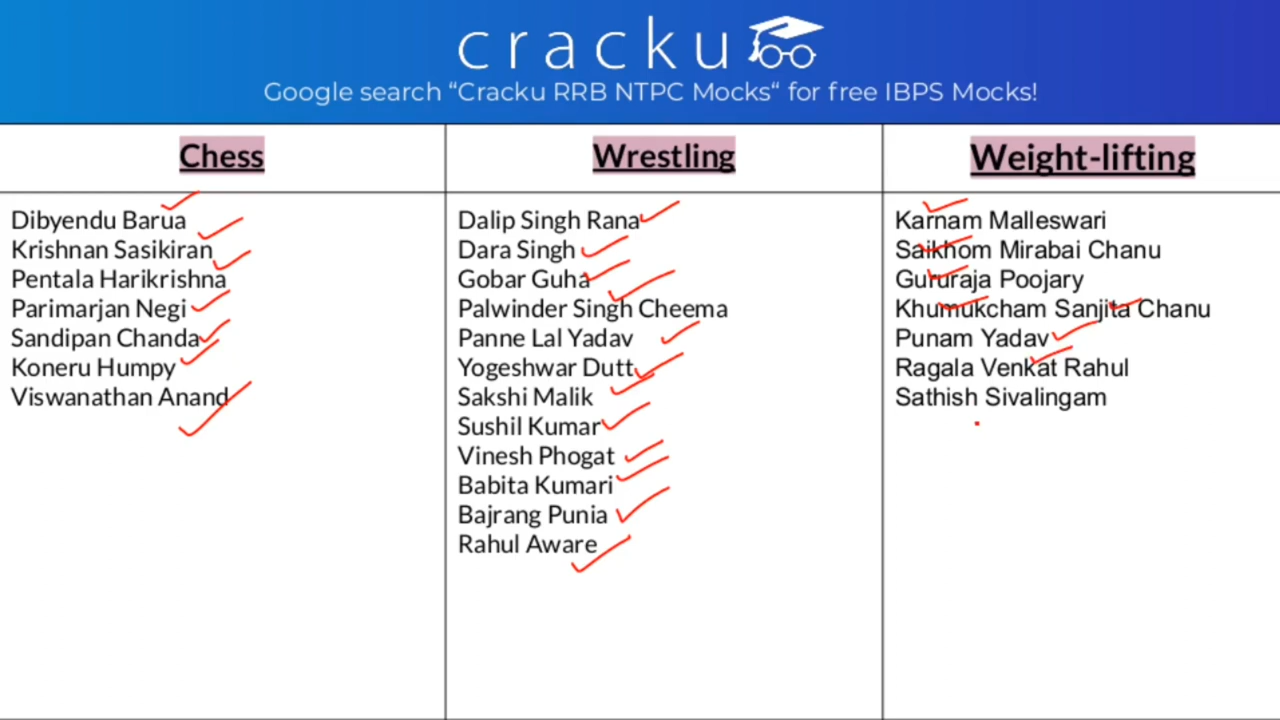 cracku
Google search “Cracku RRB NTPC Mocks“ for free IBPS Mocks!
Chess
Dibyendu Barua
Krishnan Sasikiran
Pentala Harikrishna
Parimarjan Negi
Sandipan Chanda
Koneru Humpy
Viswanathan Anand
Wrestling
Dalip Singh Rana
Dara Singh
Gobar Guha
Palwinder Singh Cheema
Panne Lal Yadav
Yogeshwar Dutt
Sakshi Malik
Sushil Kumar
Vinesh Phogat
Babita Kumari
Bajrang Punia
Rahul Aware
Weight-lifting
Karnam Malleswari
Saikhom Mirabai Chanu
Gururaja Poojary
Khumukcham Sanjita Chanu
Punam Yadav
Ragala Venkat Rahul
Sathish Sivalingam